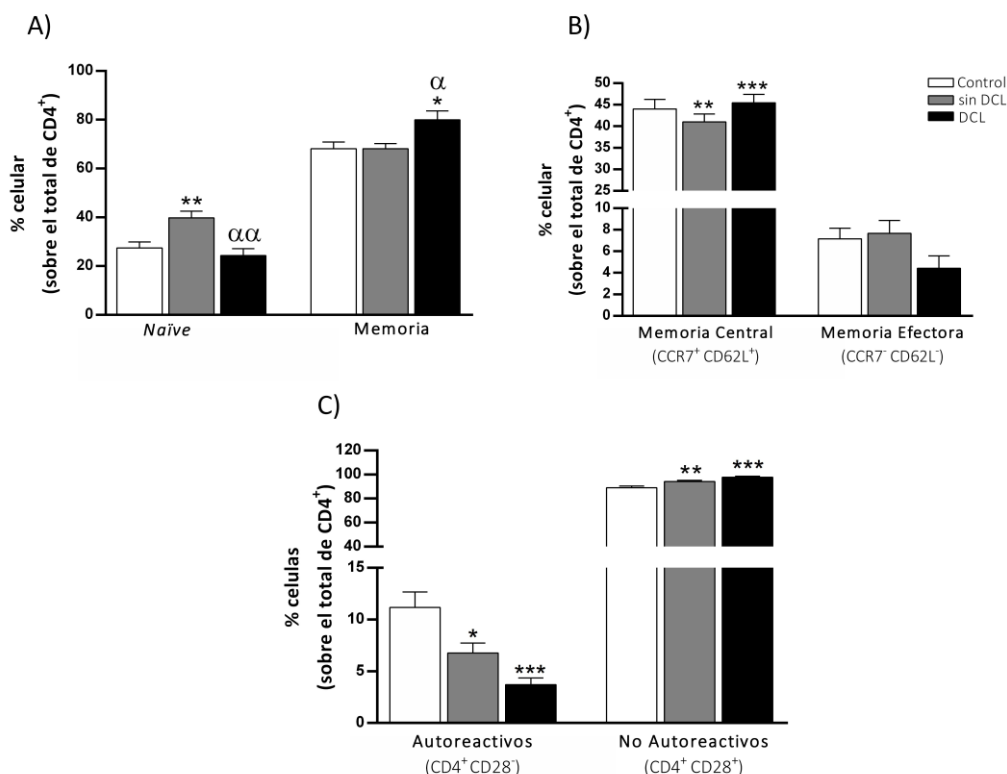 A)
% celular
(sobre el total de CD4⁺)
100
80
60
40
20
0
**
αα
α
*
Naïve
Memoria
B)
% celular
(sobre el total de CD4⁺)
50
45
40
35
30
25
20
15
8
6
4
2
0
**
***
Memoria Central
(CCR7⁺ CD62L⁺)
Memoria Efectora
(CCR7⁻ CD62L⁻)
Control
sin DCL
DCL
C)
% celulas
(sobre el total de CD4⁺)
120
100
80
60
40
15
10
5
0
*
***
**
***
Autoreactivos
(CD4⁺ CD28⁻)
No Autoreactivos
(CD4⁺ CD28⁺)